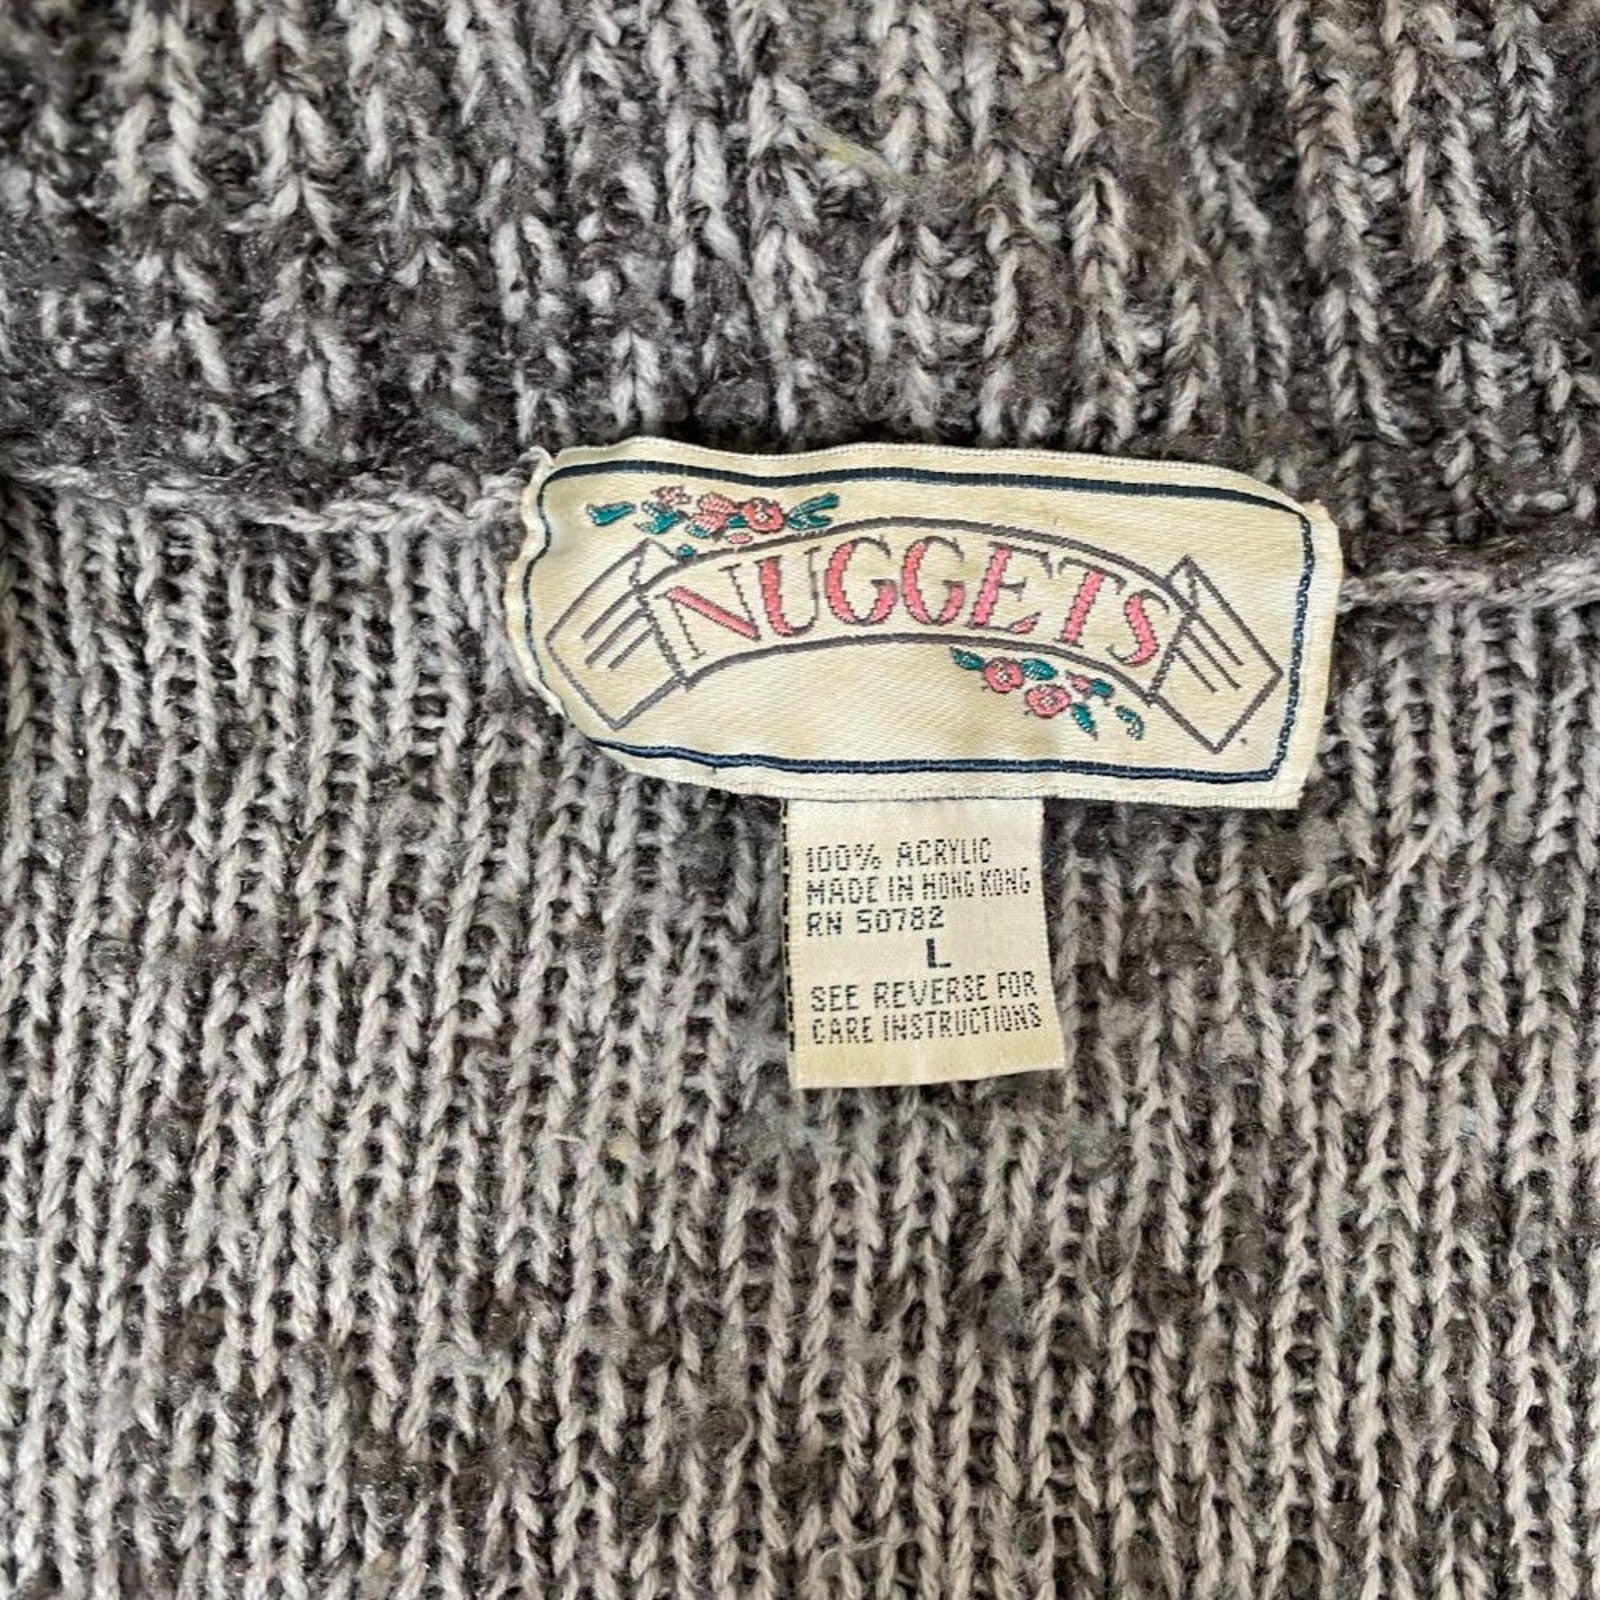 NUGGETS
100% ACRYLIC
MADE IN HONG KONG
RN 50782
L
SEE REVERSE FOR
CARE INSTRUCTIONS